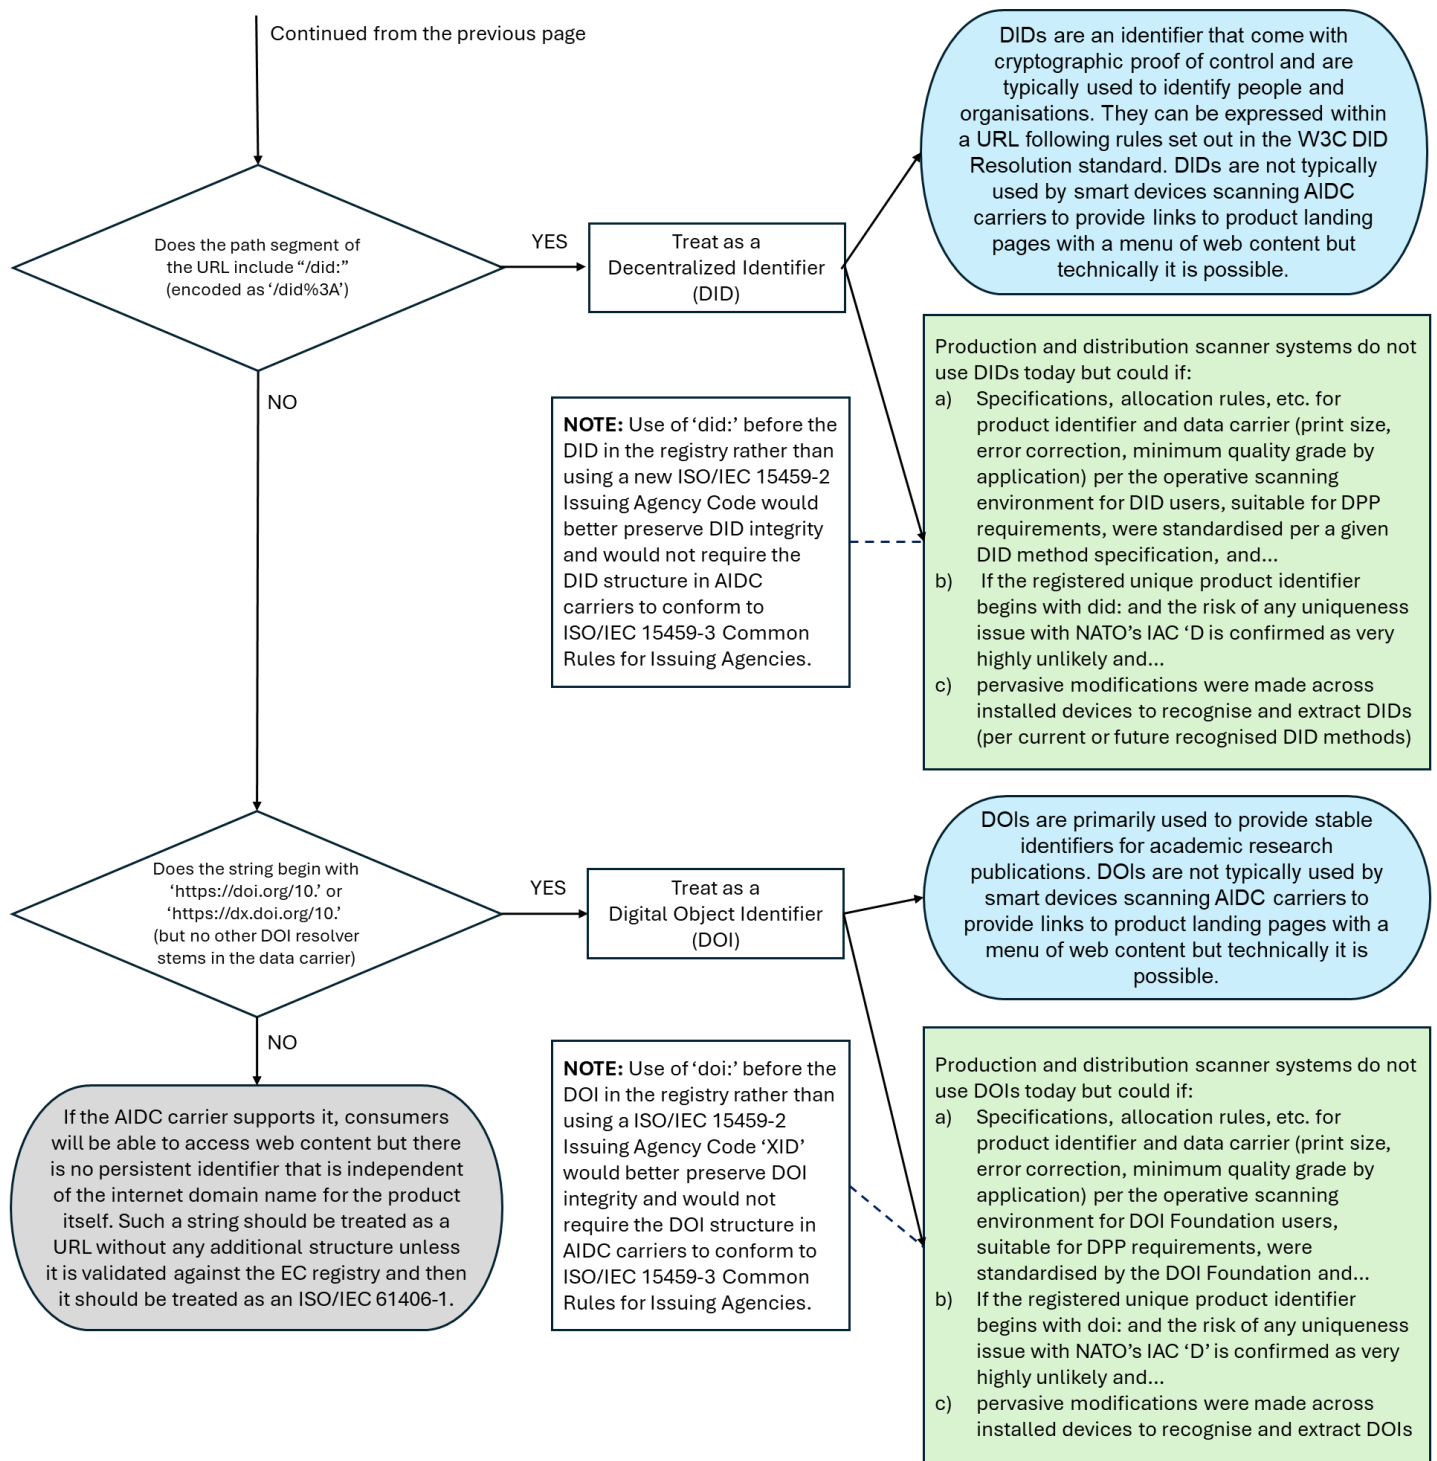 Continued from the previous page
DIDs are an identifier that come with
cryptographic proof of control and are
typically used to identify people and
organisations. They can be expressed within
a URL following rules set out in the W3C DID
Resolution standard. DIDs are not typically
used by smart devices scanning AIDC
carriers to provide links to product landing
pages with a menu of web content but
technically it is possible.
Does the path segment of
the URL include “/did:”
(encoded as ‘/did%3A’)
YES
Treat as a
Decentralized Identifier
(DID)
NO
Production and distribution scanner systems do not
use DIDs today but could if:
a) Specifications, allocation rules, etc. for
product identifier and data carrier (print size,
error correction, minimum quality grade by
application) per the operative scanning
environment for DID users, suitable for DPP
requirements, were standardised per a given
DID method specification, and...
b) If the registered unique product identifier
begins with did: and the risk of any uniqueness
issue with NATO’s IAC ‘D is confirmed as very
highly unlikely and...
c) pervasive modifications were made across
installed devices to recognise and extract DIDs
(per current or future recognised DID methods)
NOTE: Use of ‘did:’ before the
DID in the registry rather than
using a new ISO/IEC 15459-2
Issuing Agency Code would
better preserve DID integrity
and would not require the
DID structure in AIDC
carriers to conform to
ISO/IEC 15459-3 Common
Rules for Issuing Agencies.
Does the string begin with
‘https://doi.org/10.’ or
‘https://dx.doi.org/10.’
(but no other DOI resolver
stems in the data carrier)
YES
Treat as a
Digital Object Identifier
(DOI)
NO
DOIs are primarily used to provide stable
identifiers for academic research
publications. DOIs are not typically used by
smart devices scanning AIDC carriers to
provide links to product landing pages with a
menu of web content but technically it is
possible.
If the AIDC carrier supports it, consumers
will be able to access web content but there
is no persistent identifier that is independent
of the internet domain name for the product
itself. Such a string should be treated as a
URL without any additional structure unless
it is validated against the EC registry and then
it should be treated as an ISO/IEC 61406-1.
NOTE: Use of ‘doi:’ before the
DOI in the registry rather than
using a ISO/IEC 15459-2
Issuing Agency Code ‘XID’
would better preserve DOI
integrity and would not
require the DOI structure in
AIDC carriers to conform to
ISO/IEC 15459-3 Common
Rules for Issuing Agencies.
Production and distribution scanner systems do not
use DOIs today but could if:
a) Specifications, allocation rules, etc. for
product identifier and data carrier (print size,
error correction, minimum quality grade by
application) per the operative scanning
environment for DOI Foundation users,
suitable for DPP requirements, were
standardised by the DOI Foundation and...
b) If the registered unique product identifier
begins with doi: and the risk of any uniqueness
issue with NATO’s IAC ‘D’ is confirmed as very
highly unlikely and...
c) pervasive modifications were made across
installed devices to recognise and extract DOIs